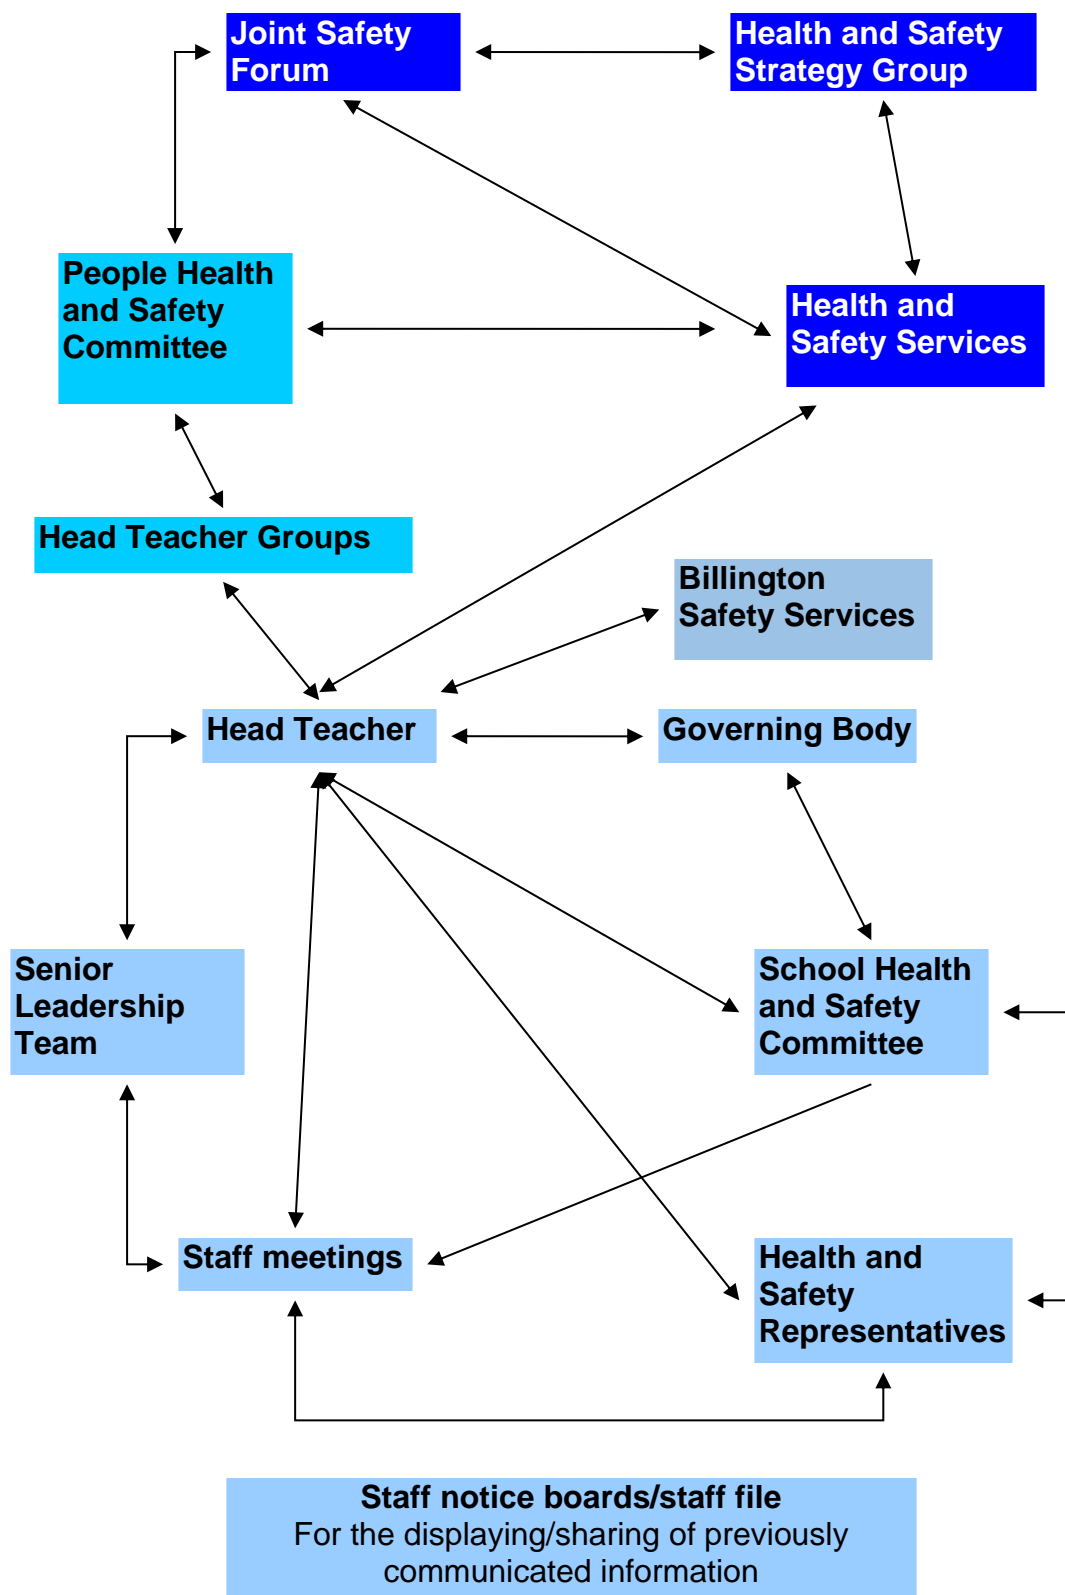 Joint Safety
Forum
Health and Safety
Strategy Group
People Health
and Safety
Committee
Health and
Safety Services
Head Teacher Groups
Billington
Safety Services
Head Teacher
Governing Body
Senior
Leadership
Team
School Health
and Safety
Committee
Staff meetings
Health and
Safety
Representatives
Staff notice boards/staff file
For the displaying/sharing of previously
communicated information